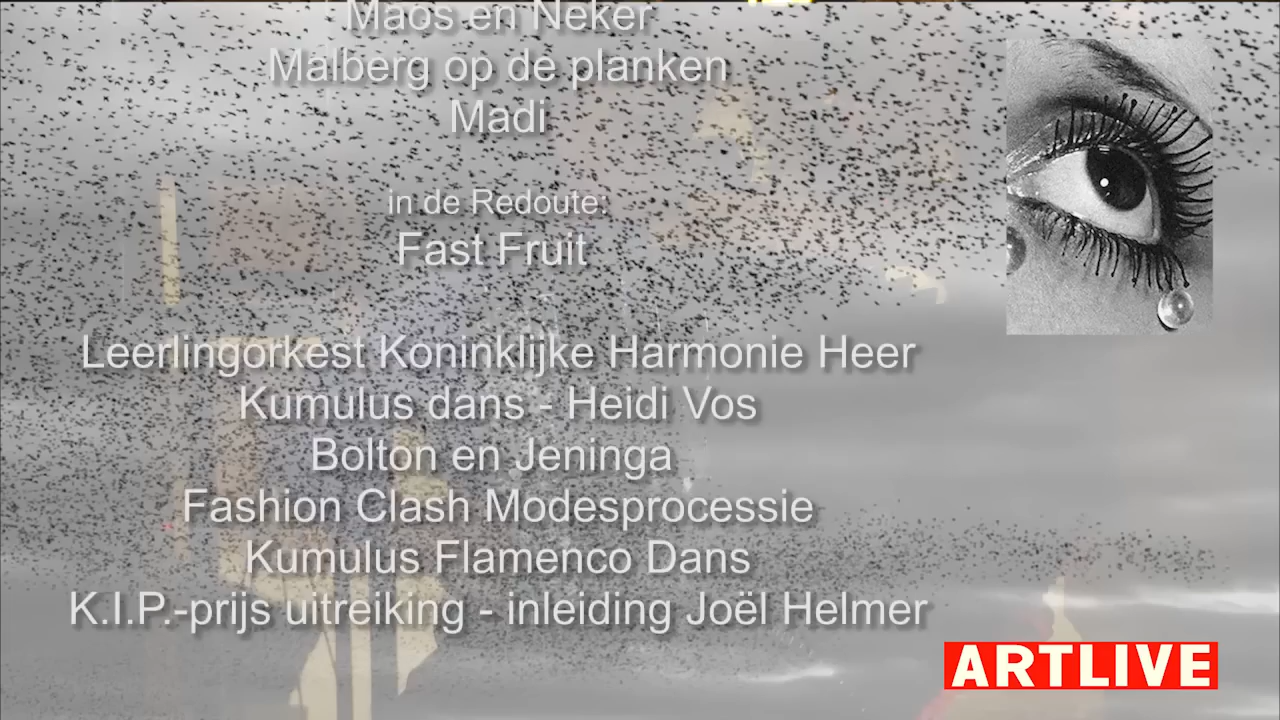 Maos en Neker
Malberg op de planken
Madi
in de Redoute:
Fast Fruit
Leerlingorkest Koninklijke Harmonie Heer
Kumulus dans - Heidi Vos
Bolton en Jeninga
Fashion Clash Modesprocessie
Kumulus Flamenco Dans
K.I.P.-prijs uitreiking - inleiding Joël Helmer
ARTLIVE